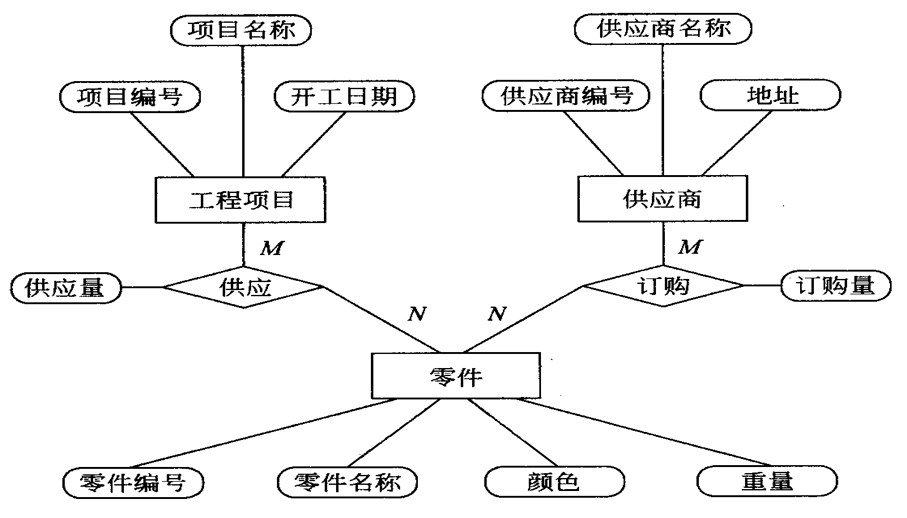 项目名称
供应商名称
项目编号
开工日期
供应商编号
地址
工程项目
供应商
M
M
供应量
供应
订购
订购量
N
N
零件
零件编号
零件名称
颜色
重量